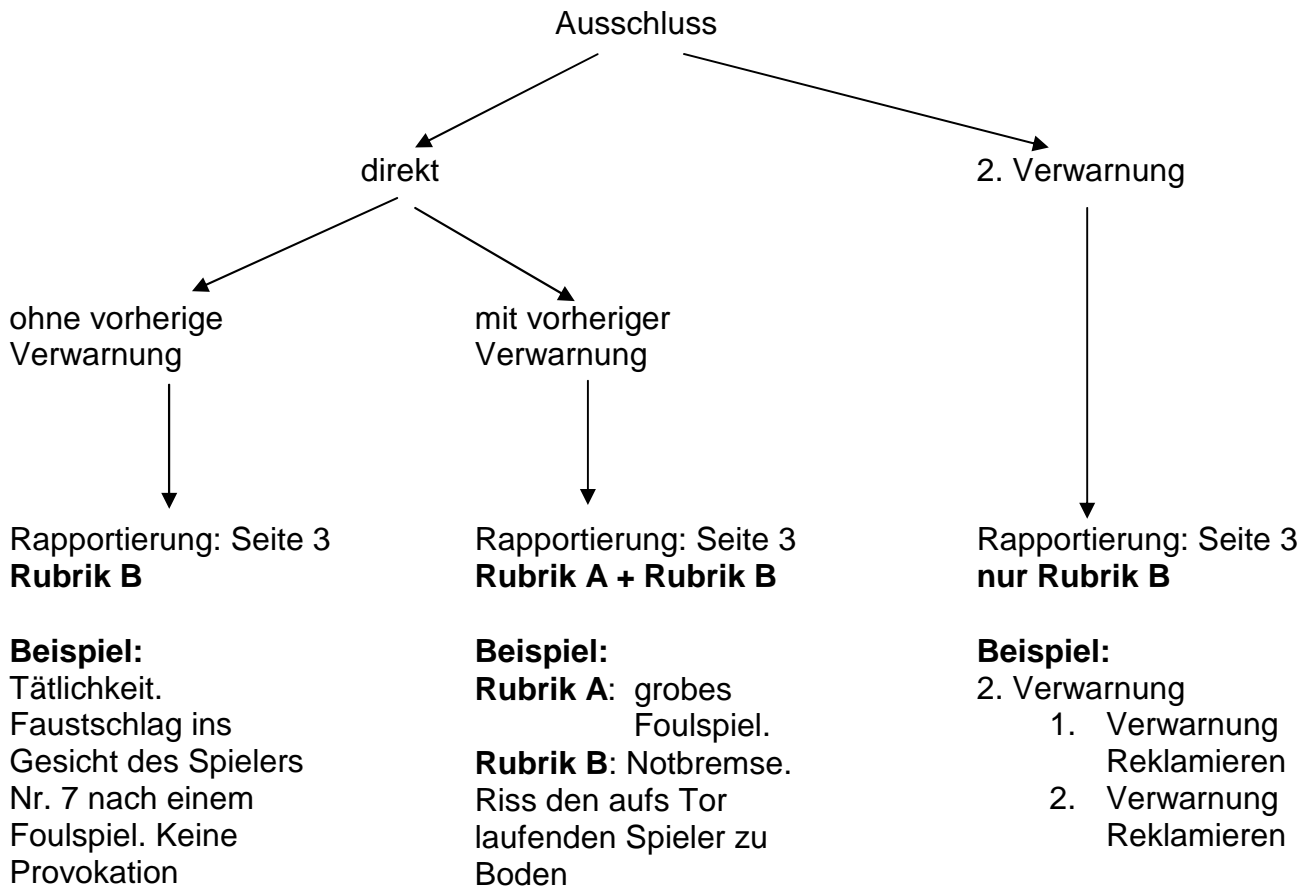 Ausschluss
direkt
2. Verwarnung
ohne vorherige
Verwarnung
mit vorheriger
Verwarnung
Rapportierung: Seite 3
Rubrik B
Beispiel:
Tätlichkeit.
Faustschlag ins
Gesicht des Spielers
Nr. 7 nach einem
Foulspiel. Keine
Provokation
Rapportierung: Seite 3
Rubrik A + Rubrik B
Beispiel:
Rubrik A: grobes
Foulspiel.
Rubrik B: Notbremse.
Riss den aufs Tor
laufenden Spieler zu
Boden
Rapportierung: Seite 3
nur Rubrik B
Beispiel:
2. Verwarnung
1. Verwarnung
Reklamieren
2. Verwarnung
Reklamieren